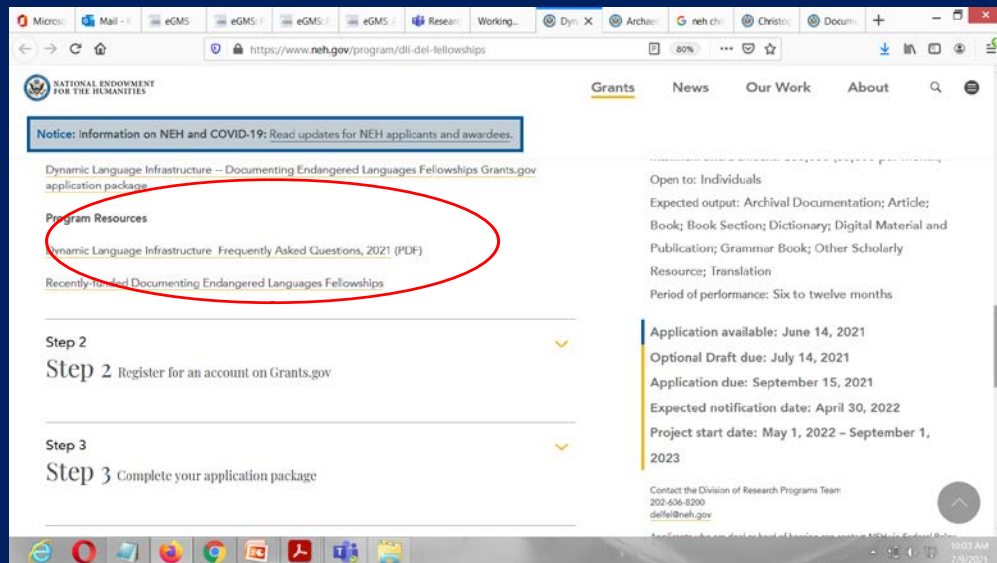 Microso
Mail - K
eGMS
eGMS: F
eGMS: F
eGMS: A
Researc
Working...
Dyn
Archae
neh chr
Christop
Docume
https://www.neh.gov/program/dli-del-fellowships
80%
NATIONAL ENDOWMENT
FOR THE HUMANITIES
Grants News Our Work About
Notice: Information on NEH and COVID-19: Read updates for NEH applicants and awardees.
Dynamic Language Infrastructure -- Documenting Endangered Languages Fellowships Grants.gov
application package
Program Resources
Dynamic Language Infrastructure Frequently Asked Questions, 2021 (PDF)
Recently-funded Documenting Endangered Languages Fellowships
Step 2
Step 2 Register for an account on Grants.gov
Step 3
Step 3 Complete your application package
Open to: Individuals
Expected output: Archival Documentation; Article;
Book; Book Section; Dictionary; Digital Material and
Publication; Grammar Book; Other Scholarly
Resource; Translation
Period of performance: Six to twelve months
Application available: June 14, 2021
Optional Draft due: July 14, 2021
Application due: September 15, 2021
Expected notification date: April 30, 2022
Project start date: May 1, 2022 – September 1,
2023
Contact the Division of Research Programs Team
202-606-8200
delfel@neh.gov
10:03 AM
7/9/2021